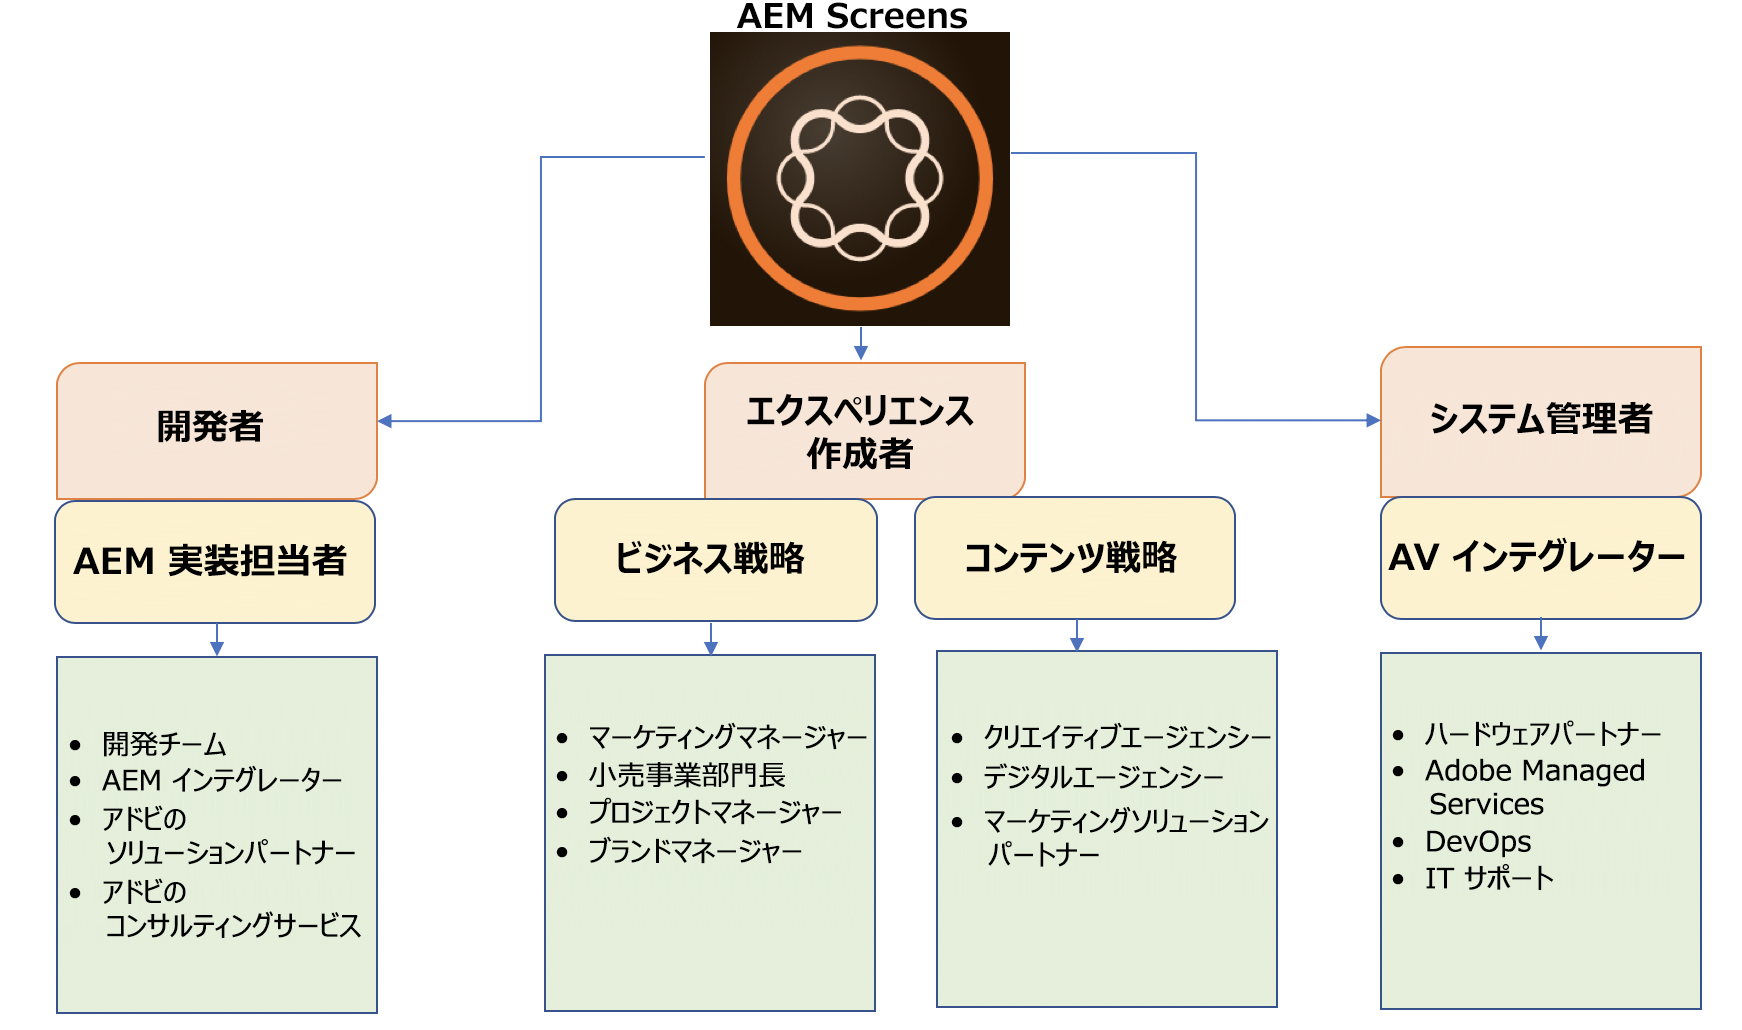 AEM Screens
開発者
エクスペリエンス
作成者
システム管理者
AEM 実装担当者
ビジネス戦略
コンテンツ戦略
AV インテグレーター
• 開発チーム
• AEM インテグレーター
• アドビの
ソリューションパートナー
• アドビの
コンサルティングサービス
• マーケティングマネージャー
• 小売事業部門長
• プロジェクトマネージャー
• ブランドマネージャー
• クリエイティブエージェンシー
• デジタルエージェンシー
• マーケティングソリューション
パートナー
• ハードウェアパートナー
• Adobe Managed
Services
• DevOps
• IT サポート